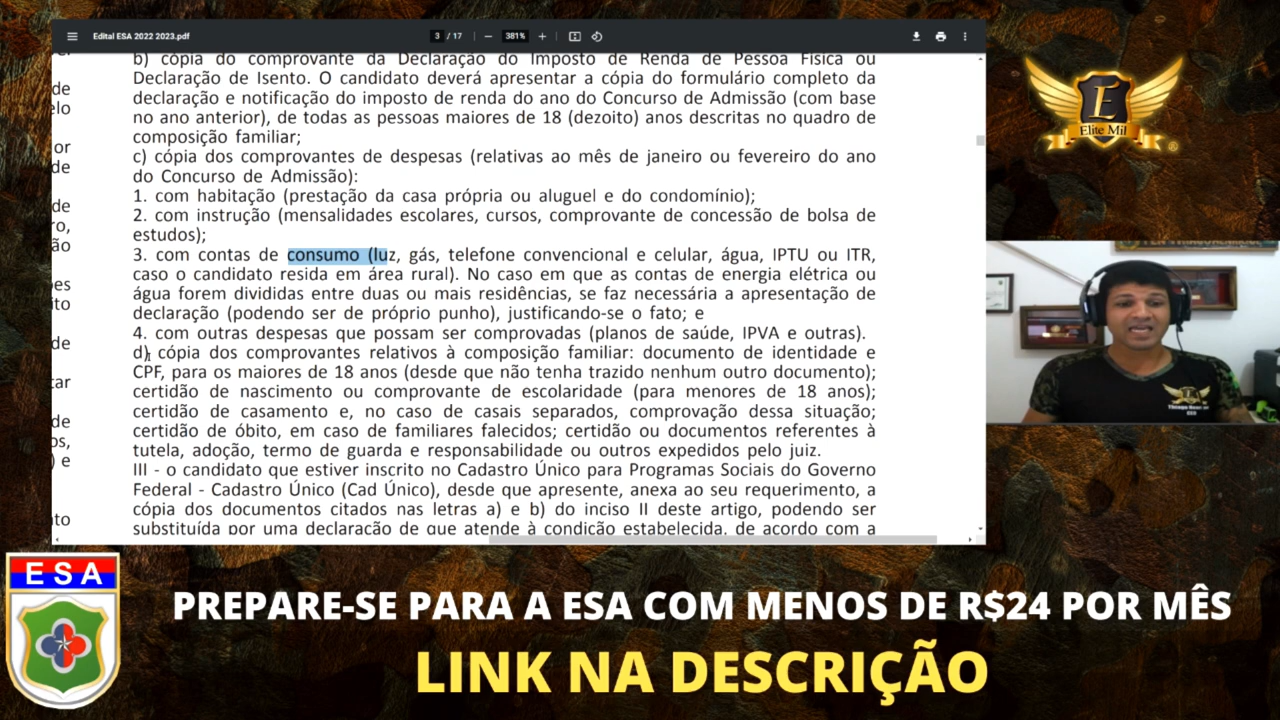 Edital ESA 2022 2023.pdf
3 / 17
381%
b) cópia do comprovante da Declaração do Imposto de Renda de Pessoa Física ou
Declaração de Isento. O candidato deverá apresentar a cópia do formulário completo da
declaração e notificação do imposto de renda do ano do Concurso de Admissão (com base
no ano anterior), de todas as pessoas maiores de 18 (dezoito) anos descritas no quadro de
composição familiar;
c) cópia dos comprovantes de despesas (relativas ao mês de janeiro ou fevereiro do ano
do Concurso de Admissão):
1. com habitação (prestação da casa própria ou aluguel e do condomínio);
2. com instrução (mensalidades escolares, cursos, comprovante de concessão de bolsa de
estudos);
3. com contas de consumo (luz, gás, telefone convencional e celular, água, IPTU ou ITR,
caso o candidato resida em área rural). No caso em que as contas de energia elétrica ou
água forem divididas entre duas ou mais residências, se faz necessária a apresentação de
declaração (podendo ser de próprio punho), justificando-se o fato; e
4. com outras despesas que possam ser comprovadas (planos de saúde, IPVA e outras).
d) cópia dos comprovantes relativos à composição familiar: documento de identidade e
CPF, para os maiores de 18 anos (desde que não tenha trazido nenhum outro documento);
certidão de nascimento ou comprovante de escolaridade (para menores de 18 anos);
certidão de casamento e, no caso de casais separados, comprovação dessa situação;
certidão de óbito, em caso de familiares falecidos; certidão ou documentos referentes à
tutela, adoção, termo de guarda e responsabilidade ou outros expedidos pelo juiz.
III - o candidato que estiver inscrito no Cadastro Único para Programas Sociais do Governo
Federal - Cadastro Único (Cad Único), desde que apresente, anexa ao seu requerimento, a
cópia dos documentos citados nas letras a) e b) do inciso II deste artigo, podendo ser
substituída por uma declaração de que atende à condição estabelecida, de acordo com a
E
Elite Mil
®
ESA
PREPARE-SE PARA A ESA COM MENOS DE R$24 POR MÊS
LINK NA DESCRIÇÃO